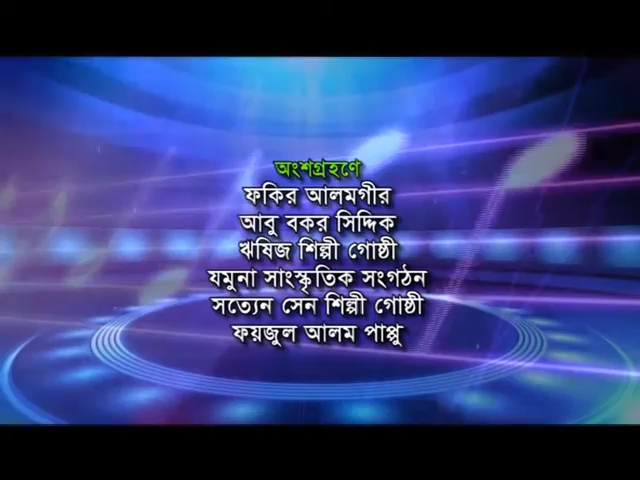 অংশগ্রহণে
ফকির আলমগীর
আবু বকর সিদ্দিক
ঋষিজ শিল্পী গোষ্ঠী
যমুনা সাংস্কৃতিক সংগঠন
সত্যেন সেন শিল্পী গোষ্ঠী
ফয়জুল আলম পাপ্পু